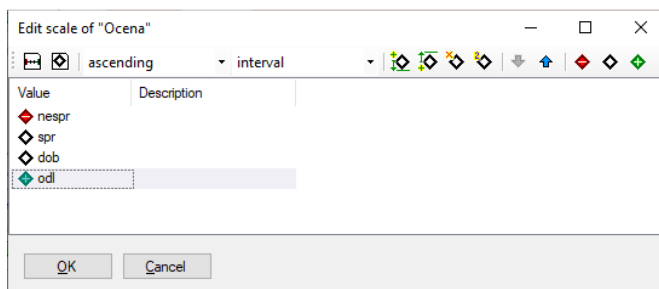 Edit scale of "Ocena"
ascending interval
Value Description
nespr
spr
dob
odl
OK Cancel